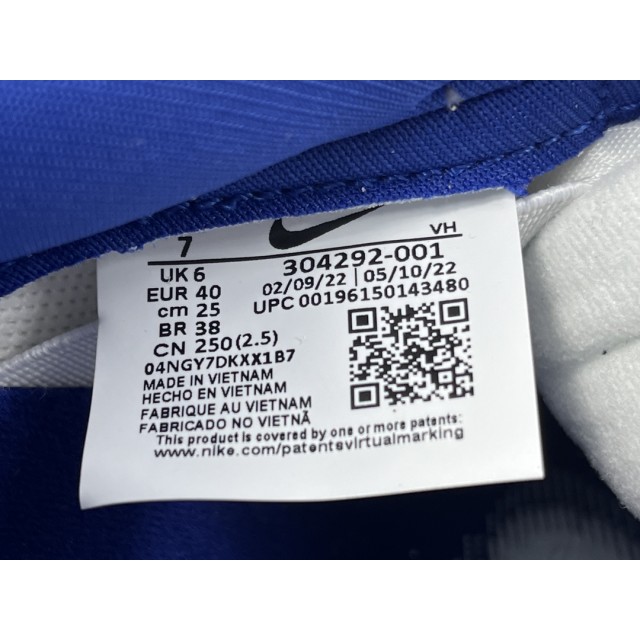 7
VH
UK 6
304292-001
EUR 40
02/09/22 | 05/10/22
cm 25
UPC 00196150143480
BR 38
CN 250 (2.5)
04NGY7DKXX1B7
MADE IN VIETNAM
HECHO EN VIETNAM
FABRIQUE AU VIETNAM
FABRICADO NO VIETNÃ
This product is covered by one or more patents:
www.nike.com/patentsvirtualmarking